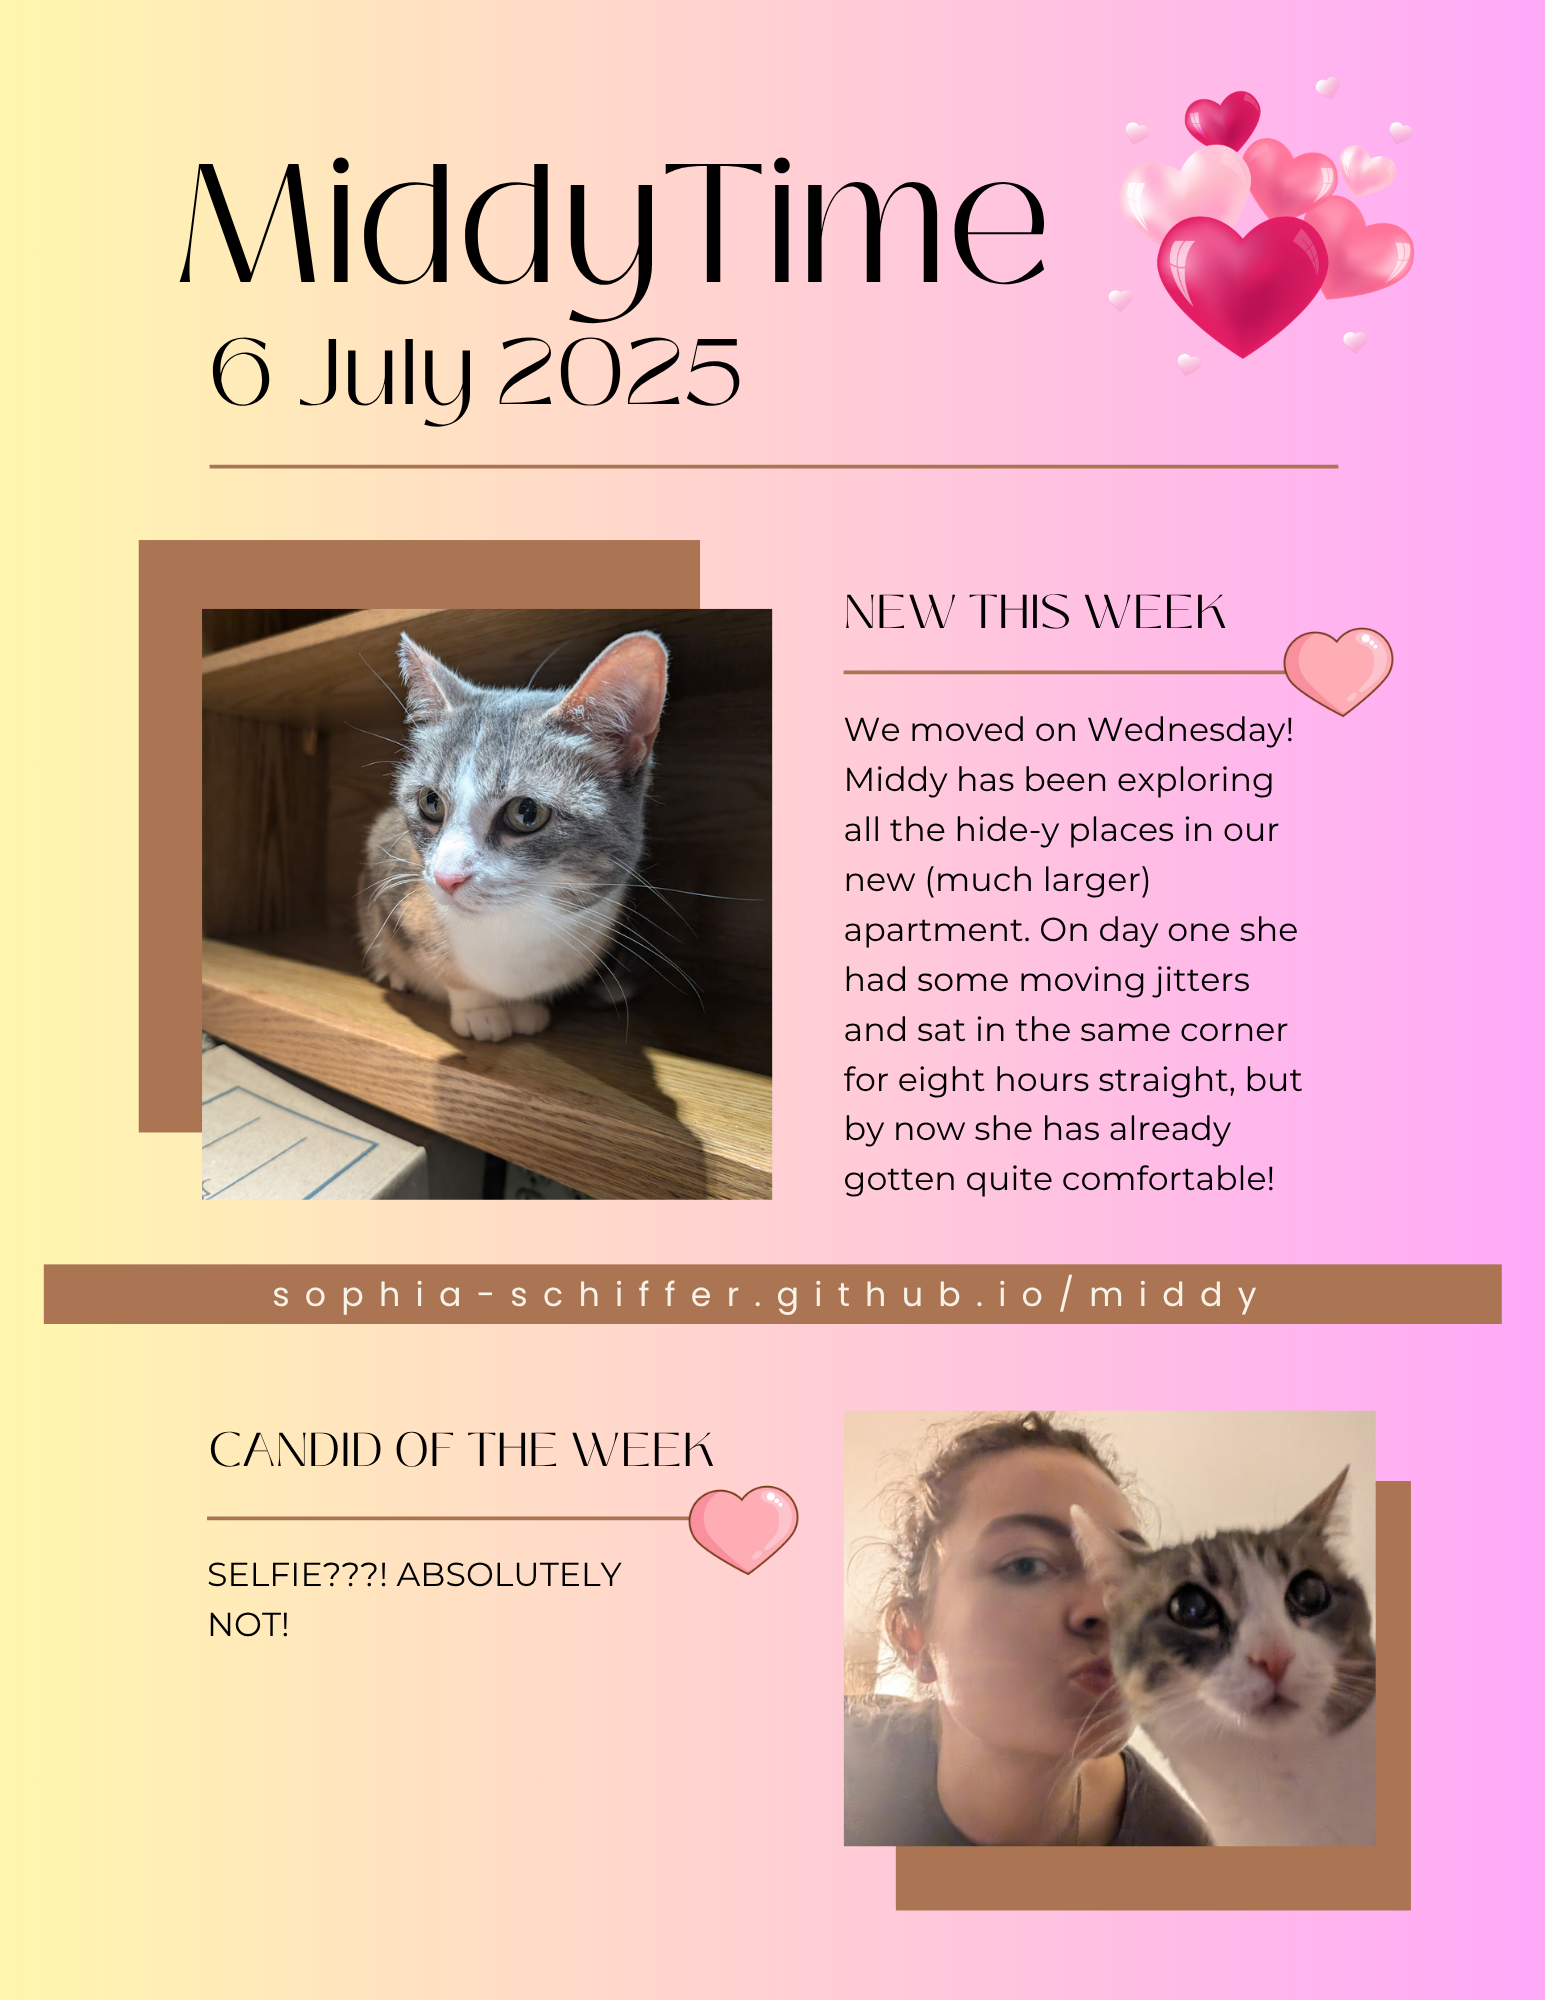 MiddyTime
6 July 2025
NEW THIS WEEK
We moved on Wednesday!
Middy has been exploring
all the hide-y places in our
new (much larger)
apartment. On day one she
had some moving jitters
and sat in the same corner
for eight hours straight, but
by now she has already
gotten quite comfortable!
sophia-schiffer.github.io/middy
CANDID OF THE WEEK
SELFIE???! ABSOLUTELY
NOT!